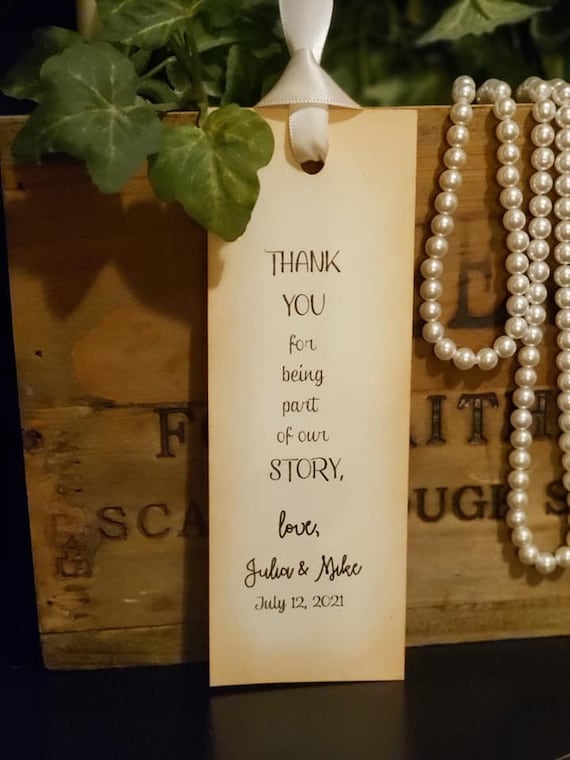 THANK
YOU
for
being
part
of our
STORY,
love,
Julia & Mike
July 12, 2021